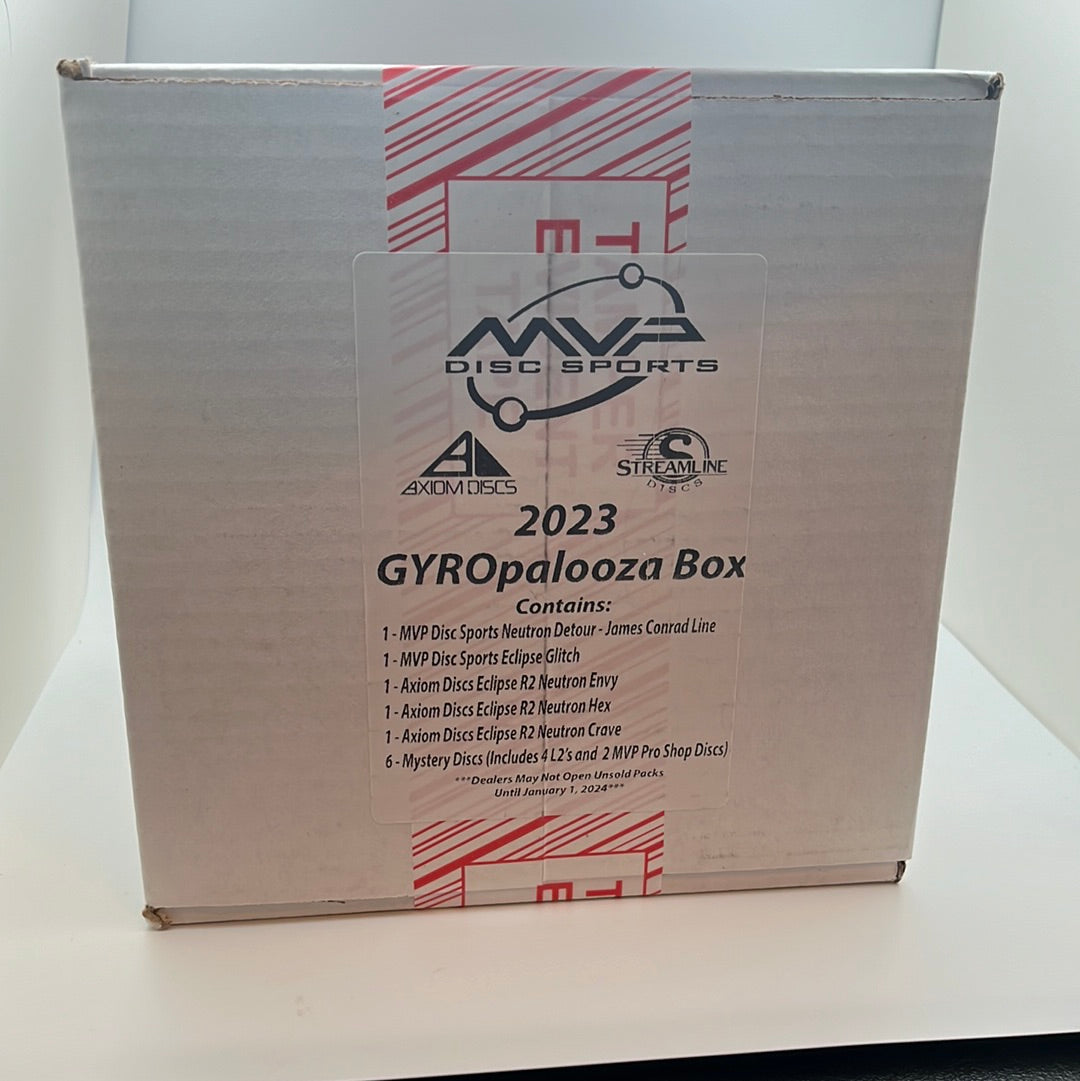 MVP
DISC SPORTS
AXIOM DISCS
STREAMLINE
DISCS
2023
GYROpalooza Box
Contains:
1 - MVP Disc Sports Neutron Detour - James Conrad Line
1 - MVP Disc Sports Eclipse Glitch
1 - Axiom Discs Eclipse R2 Neutron Envy
1 - Axiom Discs Eclipse R2 Neutron Hex
1 - Axiom Discs Eclipse R2 Neutron Crave
6 - Mystery Discs (Includes 4 L2's and 2 MVP Pro Shop Discs)
***Dealers May Not Open Unsold Packs
Until January 1, 2024***